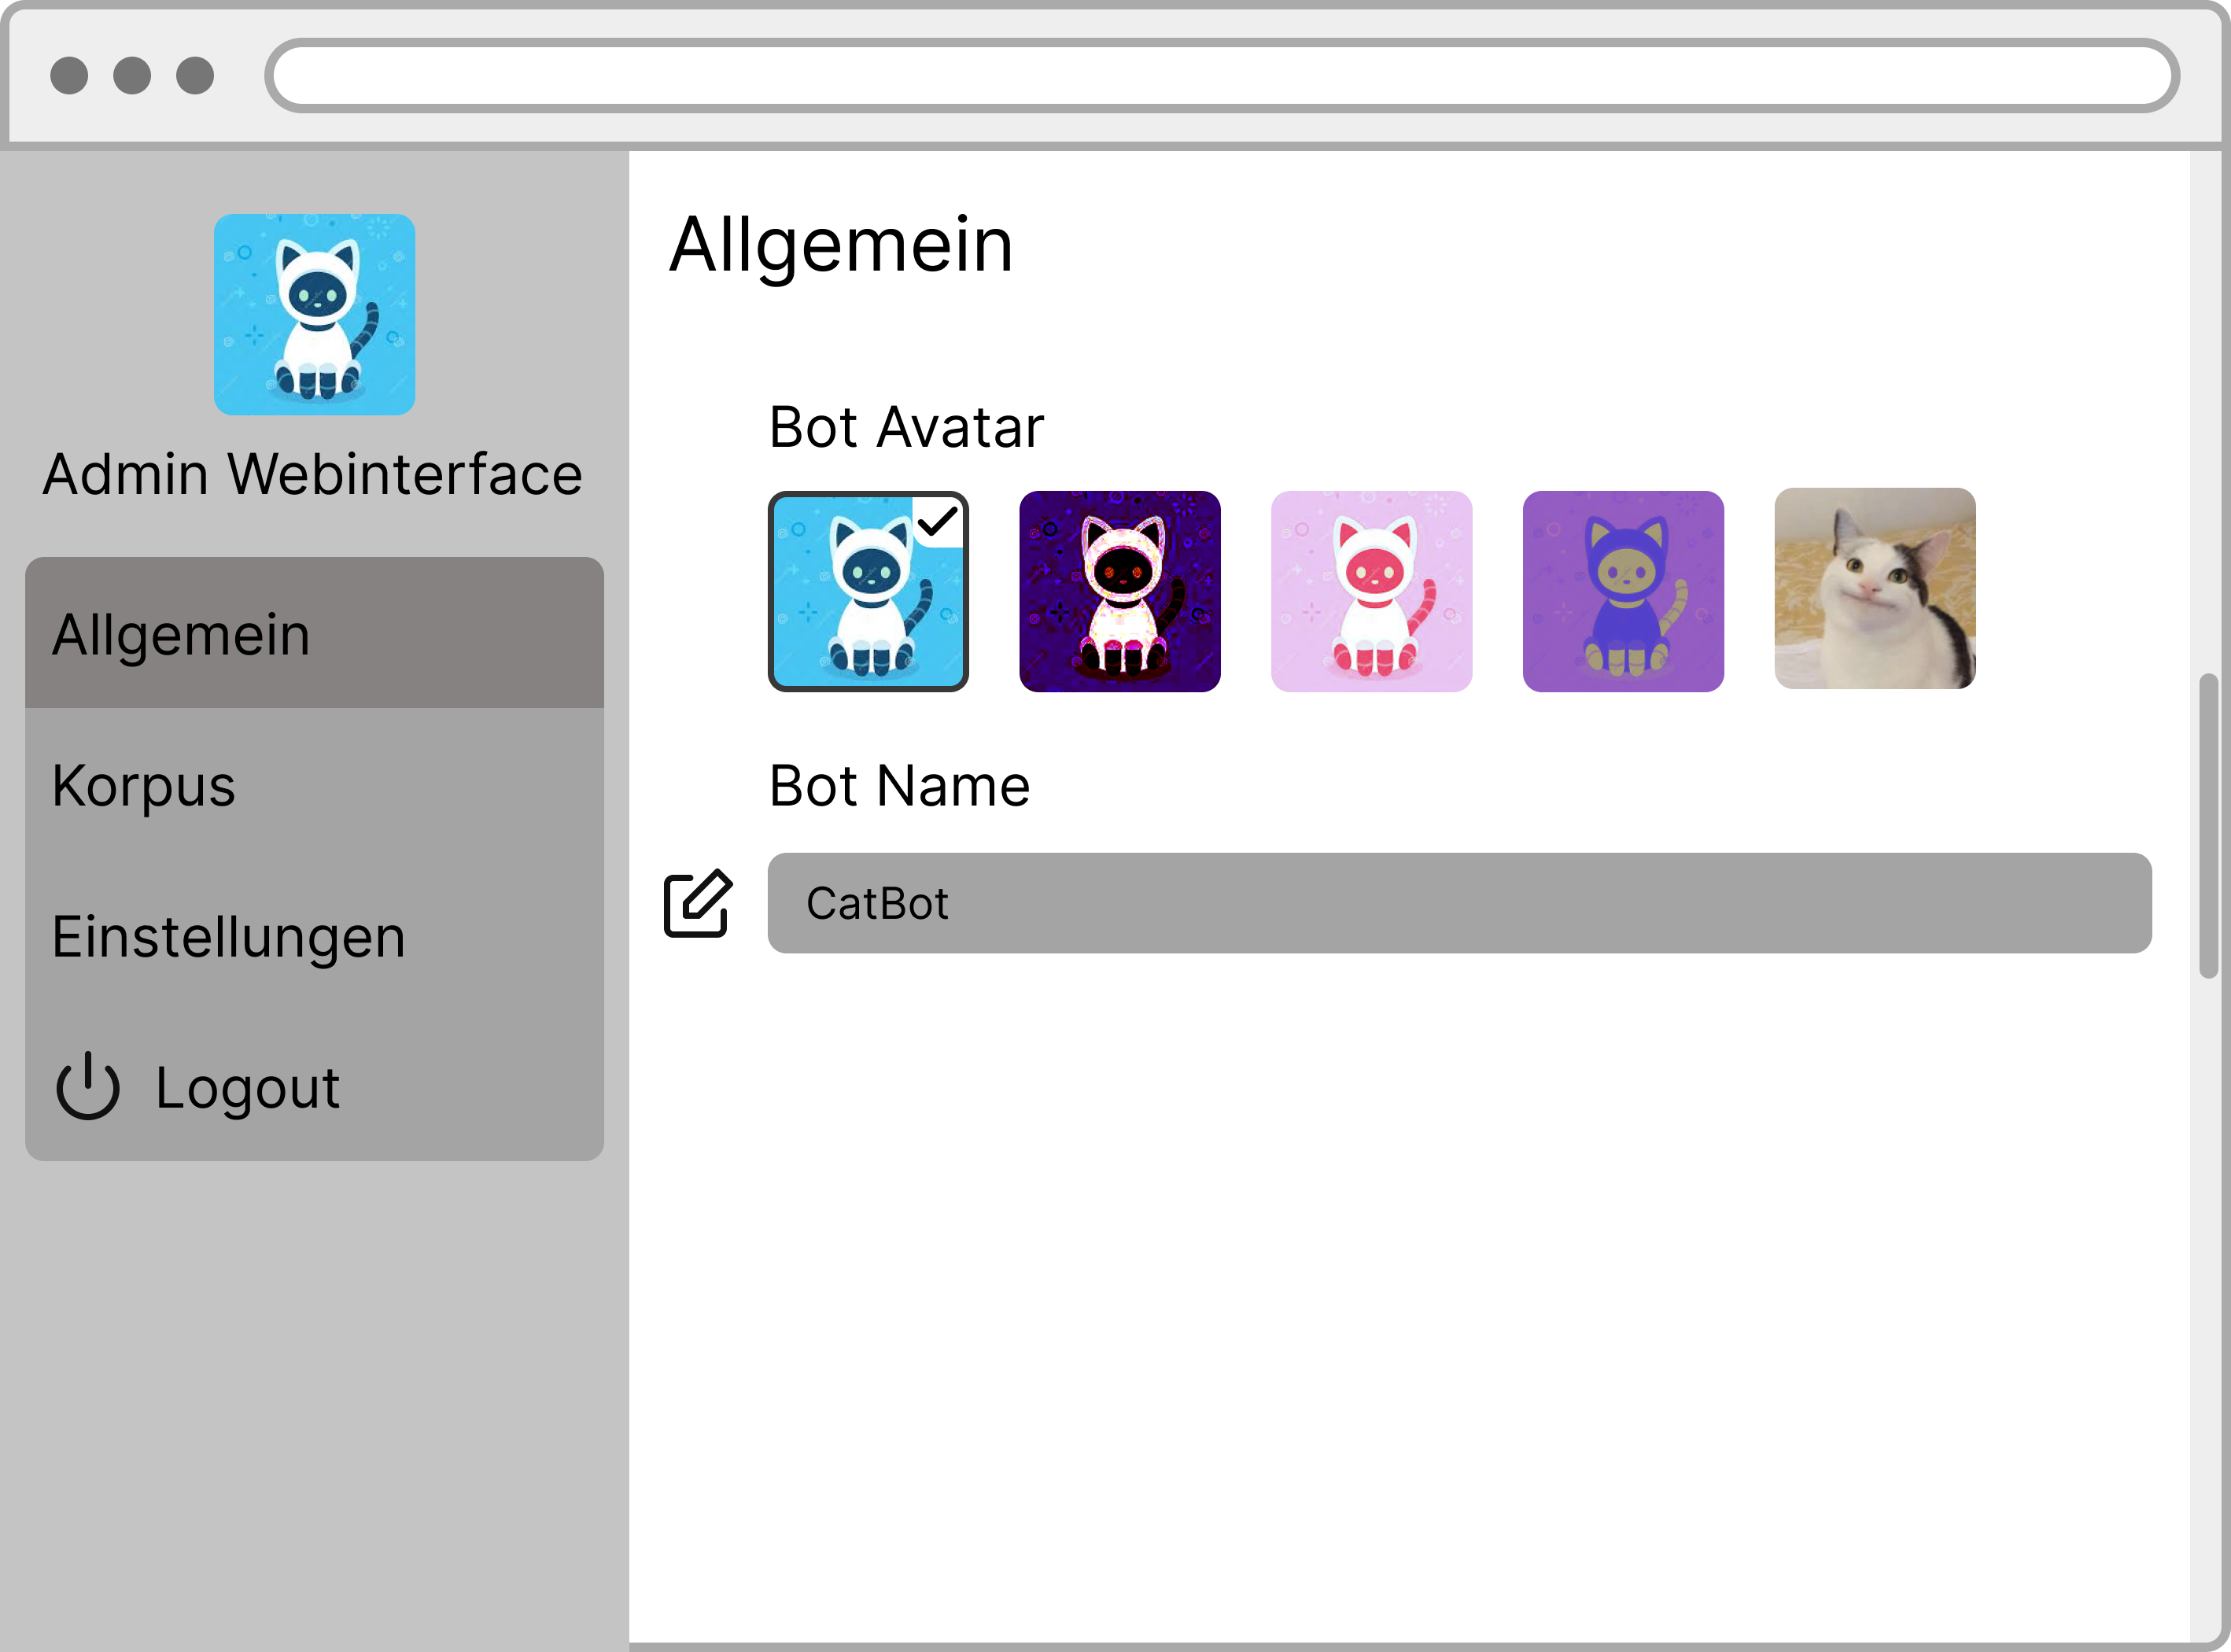 Admin Webinterface
Allgemein
Korpus
Einstellungen
Logout
Allgemein
Bot Avatar
Bot Name
CatBot